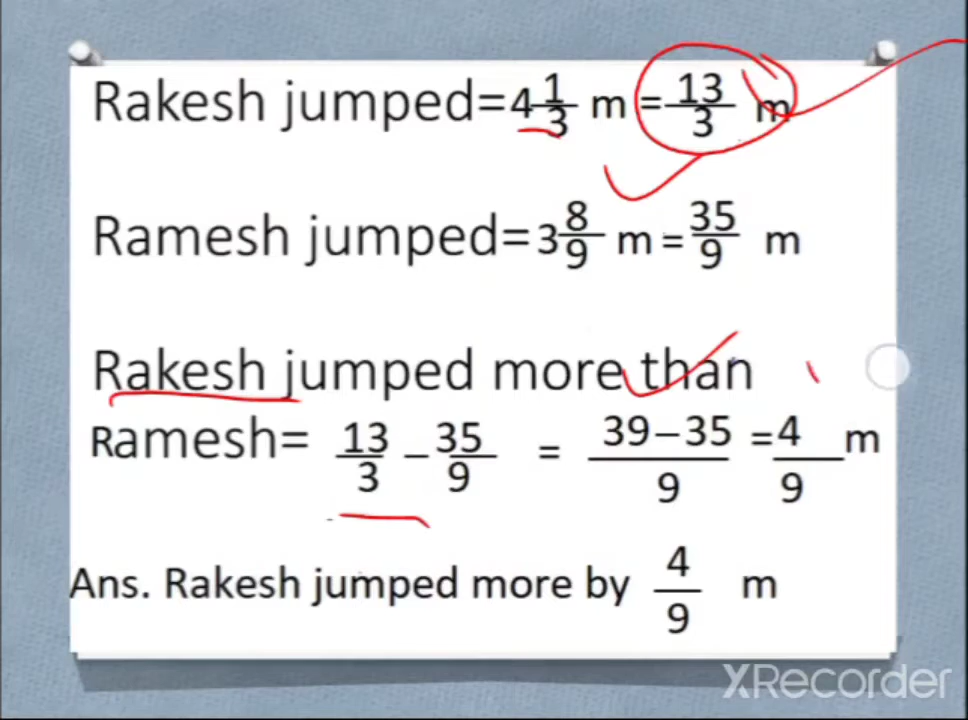 Rakesh jumped=4 1/3 m = 13/3 m
Ramesh jumped=3 8/9 m = 35/9 m
Rakesh jumped more than
Ramesh= 13/3 – 35/9 = 39–35/9 =4/9 m
Ans. Rakesh jumped more by 4/9 m
XRecorder